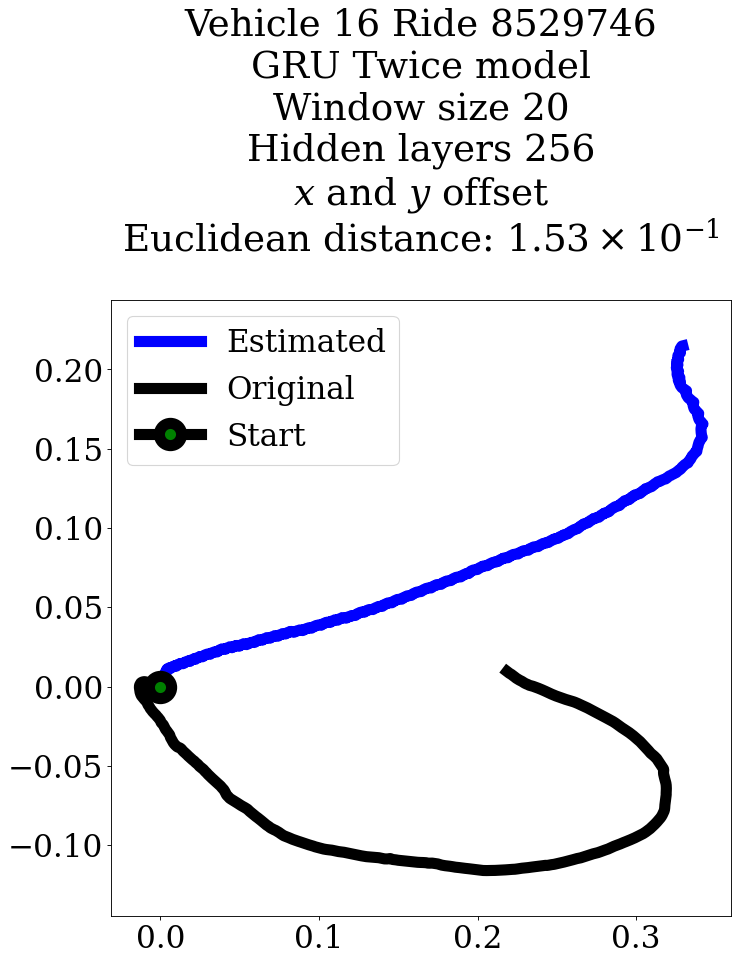 Vehicle 16 Ride 8529746
GRU Twice model
Window size 20
Hidden layers 256
x and y offset
Euclidean distance: 1.53 × 10⁻¹
Estimated
Original
Start
0.20
0.15
0.10
0.05
0.00
−0.05
−0.10
0.0 0.1 0.2 0.3